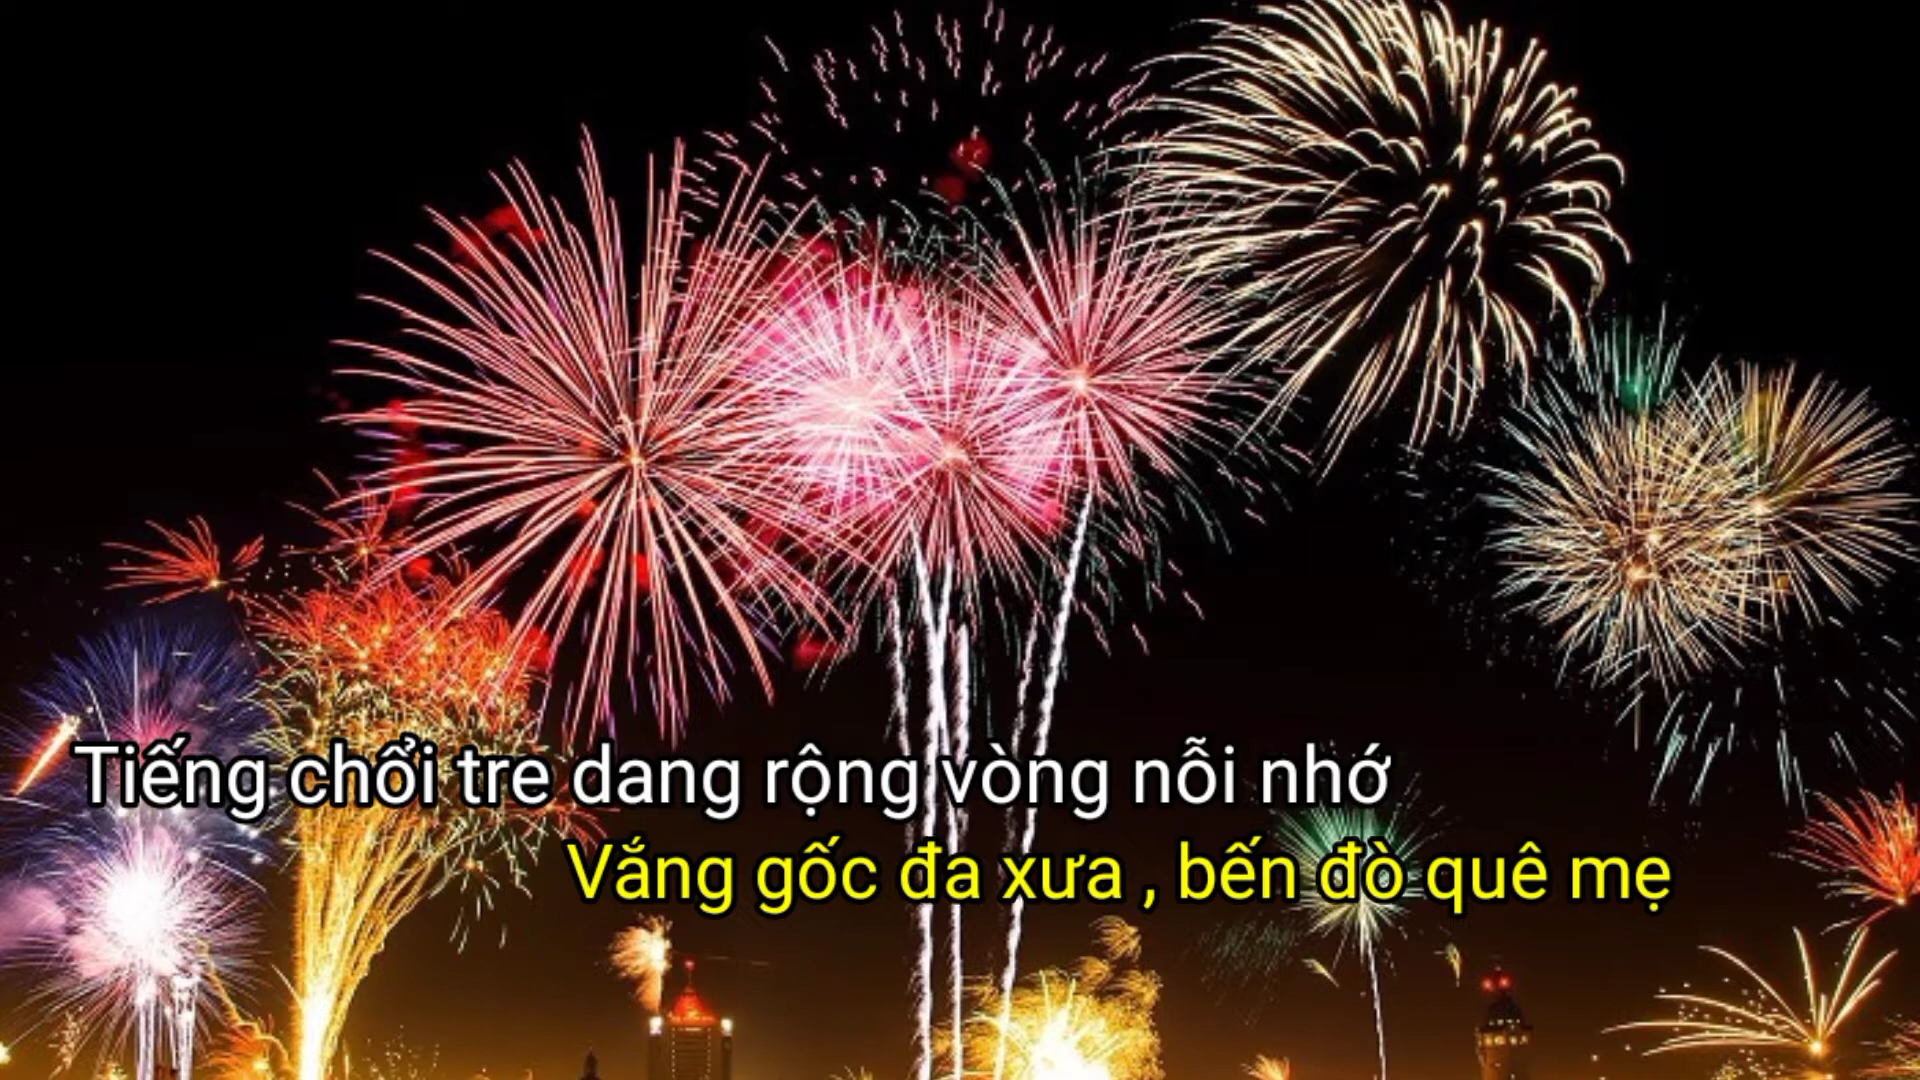 Tiếng chổi tre dang rộng vòng nỗi nhớ
Vắng gốc đa xưa , bến đò quê mẹ